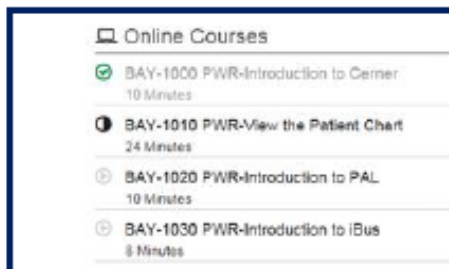 Online Courses
BAY-1000 PWR-Introduction to Cerner
10 Minutes
BAY-1010 PWR-View the Patient Chart
24 Minutes
BAY-1020 PWR-Introduction to PAL
10 Minutes
BAY-1030 PWR-Introduction to iBus
8 Minutes